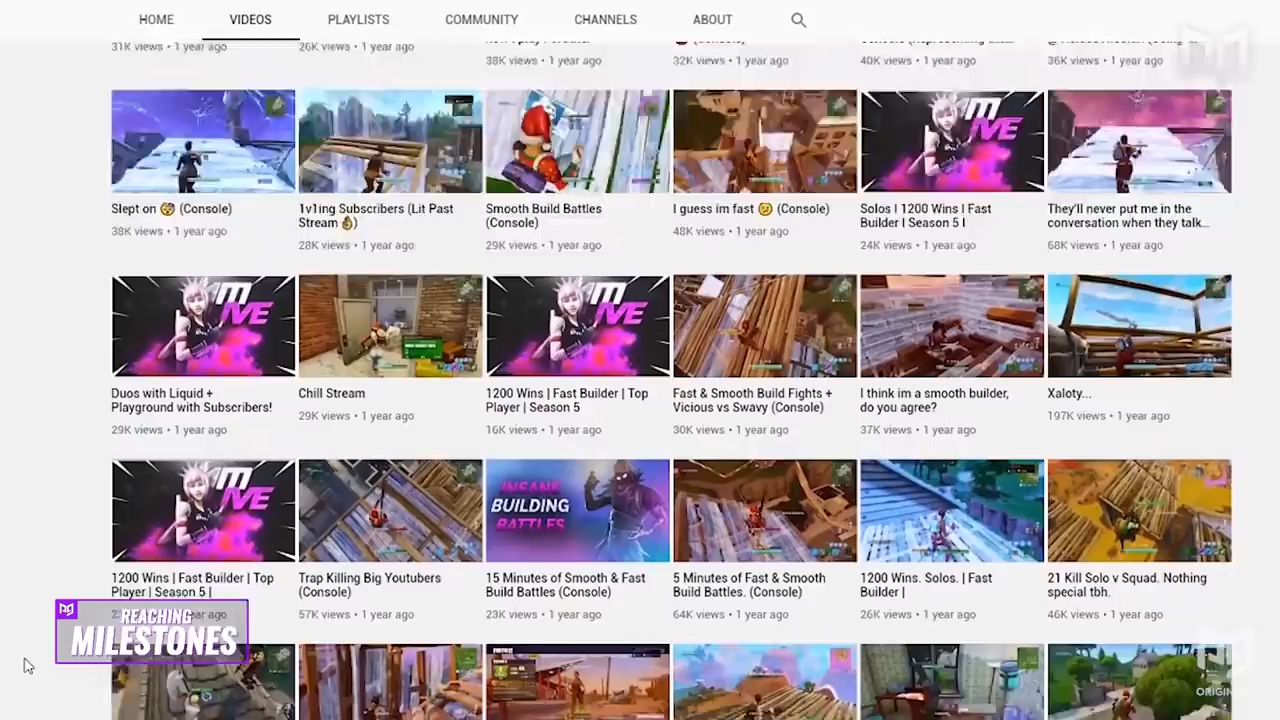 HOME VIDEOS PLAYLISTS COMMUNITY CHANNELS ABOUT
31K views • 1 year ago
26K views • 1 year ago
38K views • 1 year ago
32K views • 1 year ago
40K views • 1 year ago
36K views • 1 year ago
Slept on 😴 (Console)
38K views • 1 year ago
1v1ing Subscribers (Lit Past
Stream 👌)
28K views • 1 year ago
Smooth Build Battles
(Console)
29K views • 1 year ago
I guess im fast 😕 (Console)
48K views • 1 year ago
Solos I 1200 Wins I Fast
Builder I Season 5 I
24K views • 1 year ago
They'll never put me in the
conversation when they talk...
68K views • 1 year ago
Duos with Liquid +
Playground with Subscribers!
29K views • 1 year ago
Chill Stream
29K views • 1 year ago
1200 Wins | Fast Builder | Top
Player | Season 5
16K views • 1 year ago
Fast & Smooth Build Fights +
Vicious vs Swavy (Console)
30K views • 1 year ago
I think im a smooth builder,
do you agree?
37K views • 1 year ago
Xaloty...
197K views • 1 year ago
INSANE
BUILDING
BATTLES
1200 Wins | Fast Builder | Top
Player | Season 5 |
Trap Killing Big Youtubers
(Console)
57K views • 1 year ago
15 Minutes of Smooth & Fast
Build Battles (Console)
23K views • 1 year ago
5 Minutes of Fast & Smooth
Build Battles. (Console)
64K views • 1 year ago
1200 Wins. Solos. | Fast
Builder |
26K views • 1 year ago
21 Kill Solo v Squad. Nothing
special tbh.
46K views • 1 year ago
REACHING
MILESTONES